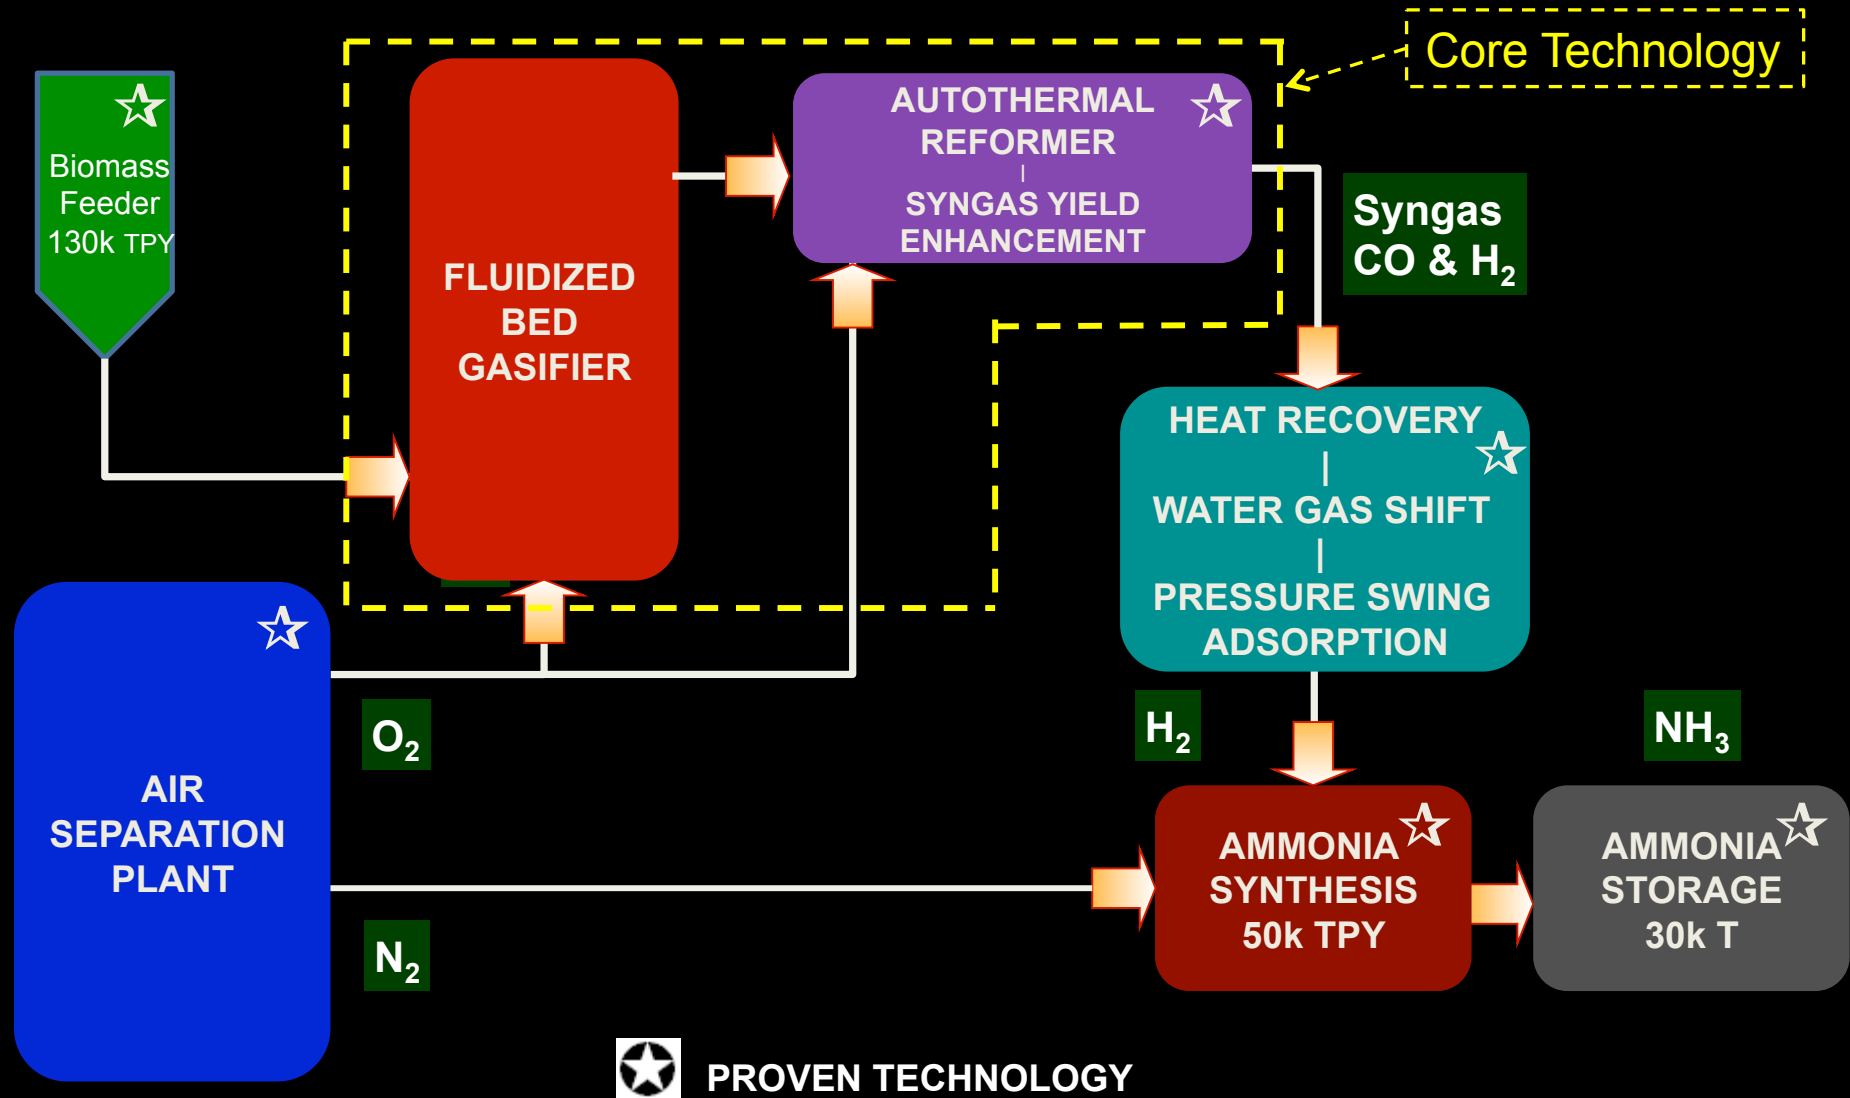 Core Technology
Biomass
Feeder
130k TPY
FLUIDIZED
BED
GASIFIER
AUTOTHERMAL
REFORMER
|
SYNGAS YIELD
ENHANCEMENT
Syngas
CO & H₂
HEAT RECOVERY
|
WATER GAS SHIFT
|
PRESSURE SWING
ADSORPTION
AIR
SEPARATION
PLANT
O₂
N₂
H₂
NH₃
AMMONIA
SYNTHESIS
50k TPY
AMMONIA
STORAGE
30k T
PROVEN TECHNOLOGY